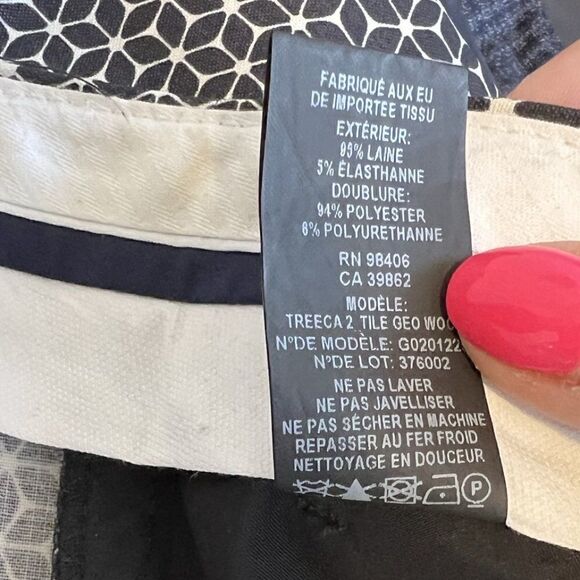 FABRIQUÉ AUX EU
DE IMPORTEE TISSU
EXTÉRIEUR:
95% LAINE
5% ÉLASTHANNE
DOUBLURE:
94% POLYESTER
6% POLYURETHANNE
RN 98406
CA 39862
MODÈLE:
TREECA 2 TILE GEO
N°DE MODÈLE:
N°DE LOT: 376002
NE PAS LAVER
NE PAS JAVELLISER
NE PAS SÉCHER EN MACHINE
REPASSER AU FER FROID
NETTOYAGE EN DOUCEUR
P